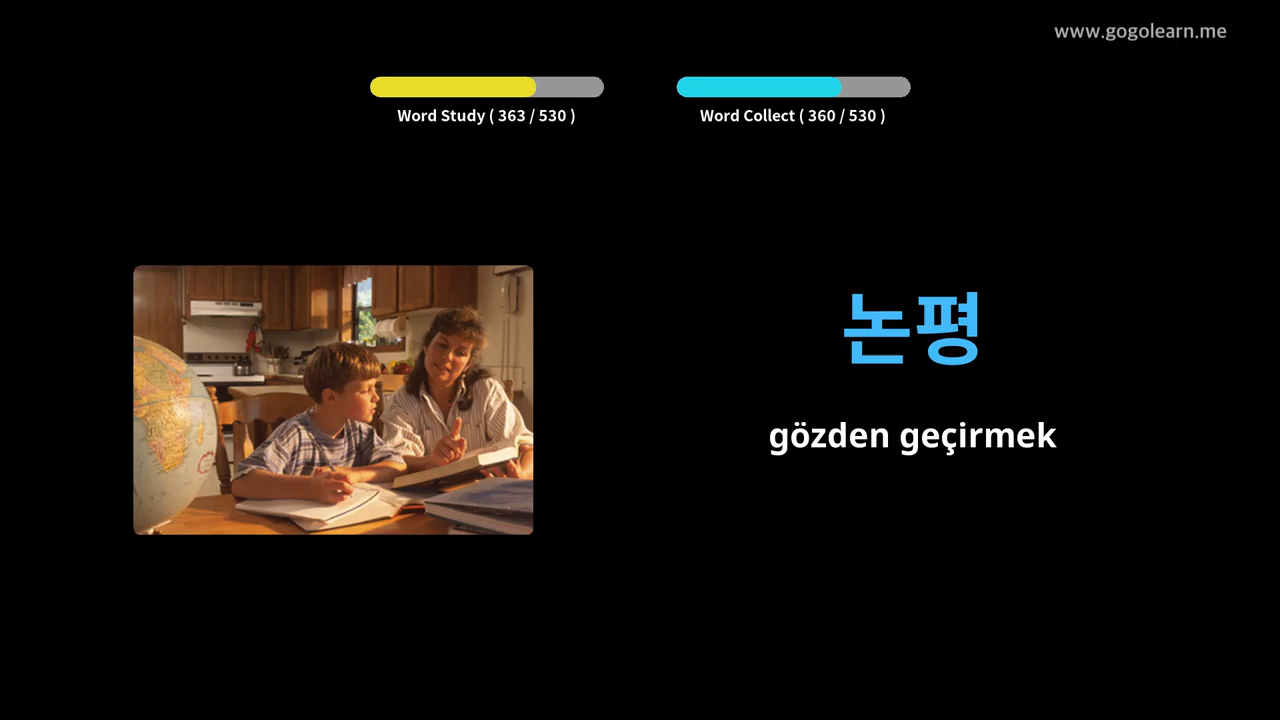 www.gogolearn.me
Word Study ( 363 / 530 )
Word Collect ( 360 / 530 )
논평
gözden geçirmek